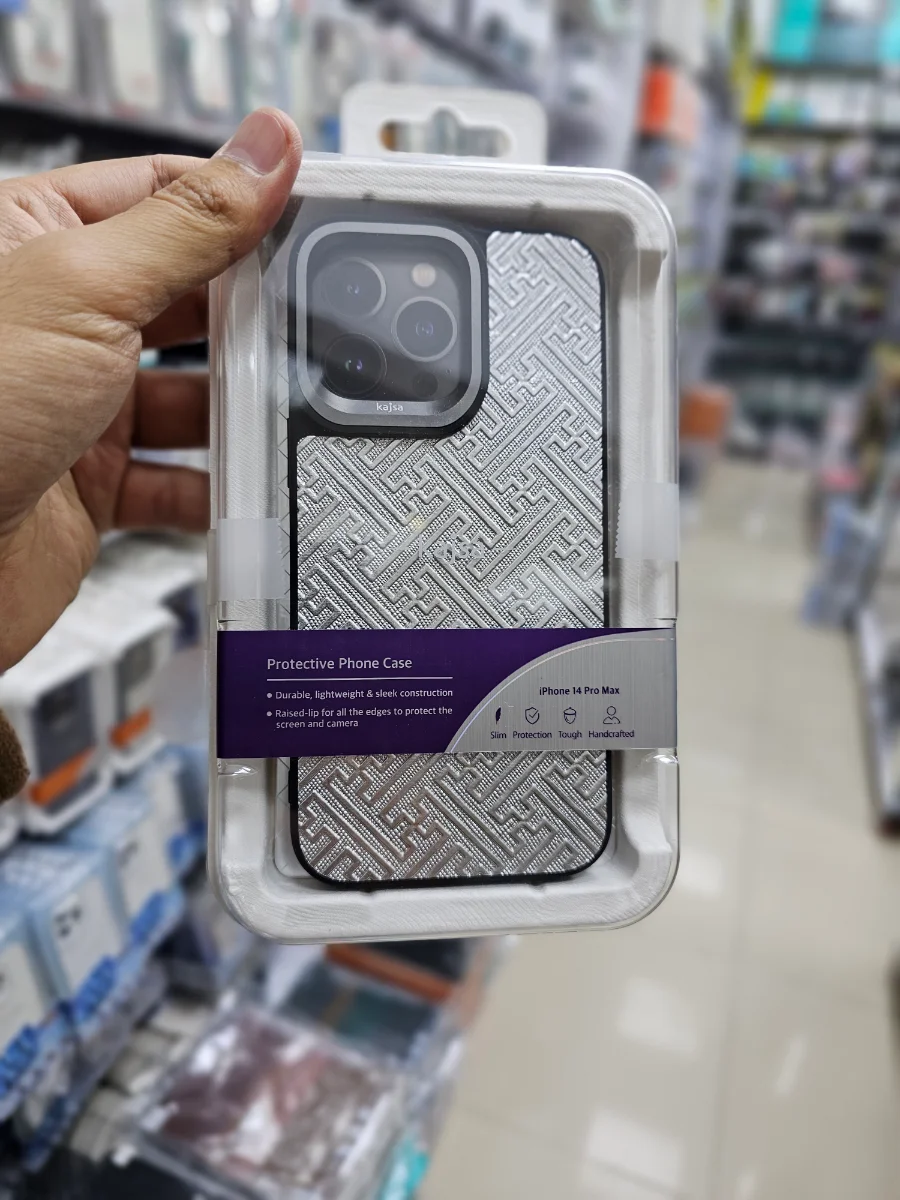 kajsa
kajsa
Protective Phone Case
• Durable, lightweight & sleek construction
• Raised-lip for all the edges to protect the
screen and camera
iPhone 14 Pro Max
Slim Protection Tough Handcrafted